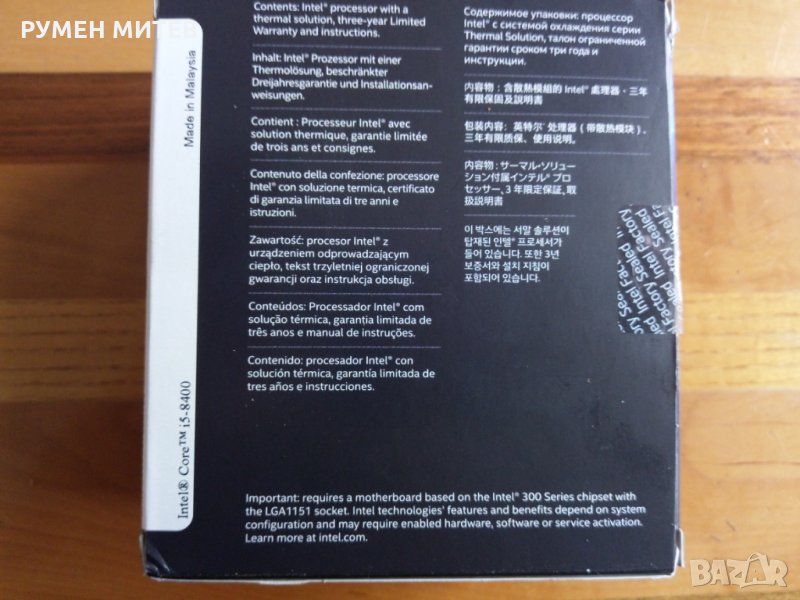 РУМЕН МИТЕВ
Made in Malaysia
Intel® Core™ i5-8400
Contents: Intel® processor with a
thermal solution, three-year Limited
Warranty and instructions.
Inhalt: Intel® Prozessor mit einer
Thermolösung, beschränkter
Dreijahresgarantie und Installationsan-
weisungen.
Contient : Processeur Intel® avec
solution thermique, garantie limitée
de trois ans et consignes.
Contenuto della confezione: processore
Intel® con soluzione termica, certificato
di garanzia limitata di tre anni e
istruzioni.
Zawartość: procesor Intel® z
urządzeniem odprowadzającym
ciepło, tekst trzyletniej ograniczonej
gwarancji oraz instrukcja obsługi.
Conteúdos: Processador Intel® com
solução térmica, garantia limitada de
três anos e manual de instruções.
Contenido: procesador Intel® con
solución térmica, garantía limitada de
tres años e instrucciones.
Содержимое упаковки: процессор
Intel® с системой охлаждения серии
Thermal Solution, талон ограниченной
гарантии сроком три года и
инструкции.
內容物：含散熱模組的 Intel® 處理器、三年
有限保固及說明書
包装内容：英特尔® 处理器（带散热模块）、
三年有限质保、使用说明。
内容物：サーマル・ソリュー
ション付属インテル® プロ
セッサー、3 年限定保証、取
扱説明書
이 박스에는 서말 솔루션이
탑재된 인텔® 프로세서가
들어 있습니다. 또한 3년
보증서와 설치 지침이
포함되어 있습니다.
Factory
Sealed
Intel Factory
Sealed
Factory Sealed
Important: requires a motherboard based on the Intel® 300 Series chipset with
the LGA1151 socket. Intel technologies' features and benefits depend on system
configuration and may require enabled hardware, software or service activation.
Learn more at intel.com.
BAZAR